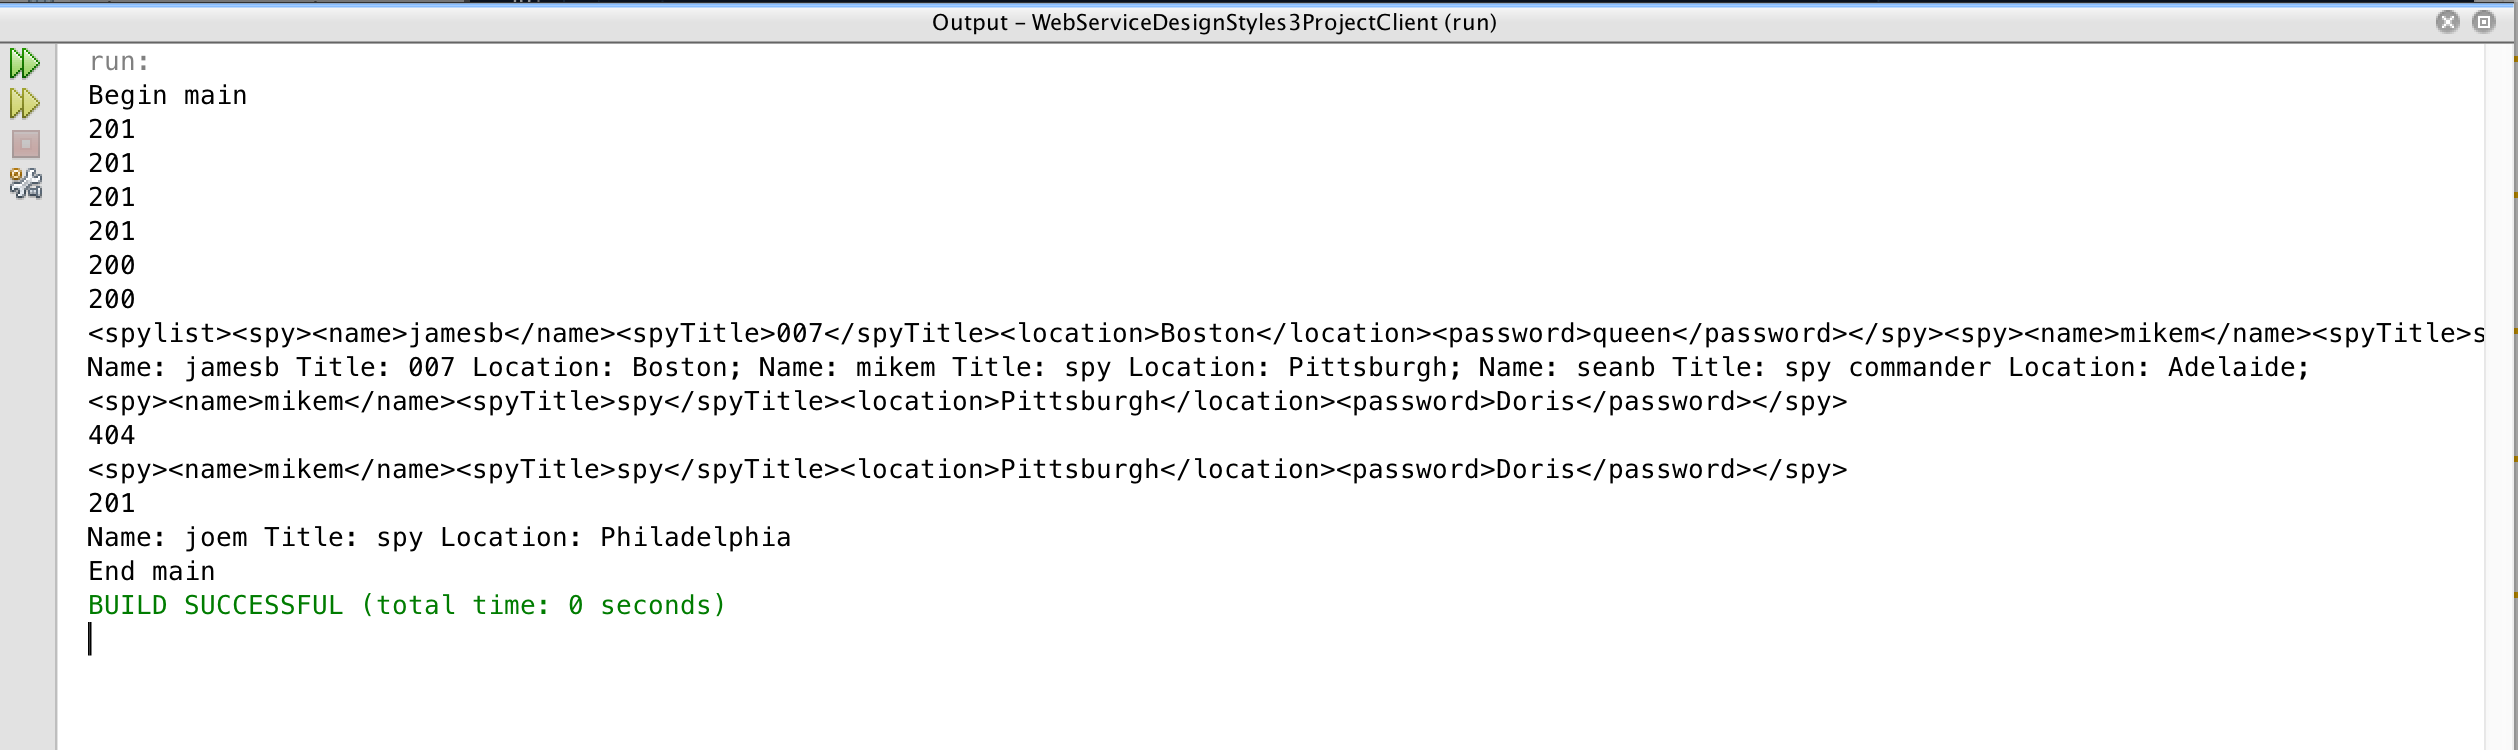 Output – WebServiceDesignStyles3ProjectClient (run)
run:
Begin main
201
201
201
201
200
200
<spylist><spy><name>jamesb</name><spyTitle>007</spyTitle><location>Boston</location><password>queen</password></spy><spy><name>mikem</name><spyTitle>s
Name: jamesb Title: 007 Location: Boston; Name: mikem Title: spy Location: Pittsburgh; Name: seanb Title: spy commander Location: Adelaide;
<spy><name>mikem</name><spyTitle>spy</spyTitle><location>Pittsburgh</location><password>Doris</password></spy>
404
<spy><name>mikem</name><spyTitle>spy</spyTitle><location>Pittsburgh</location><password>Doris</password></spy>
201
Name: joem Title: spy Location: Philadelphia
End main
BUILD SUCCESSFUL (total time: 0 seconds)